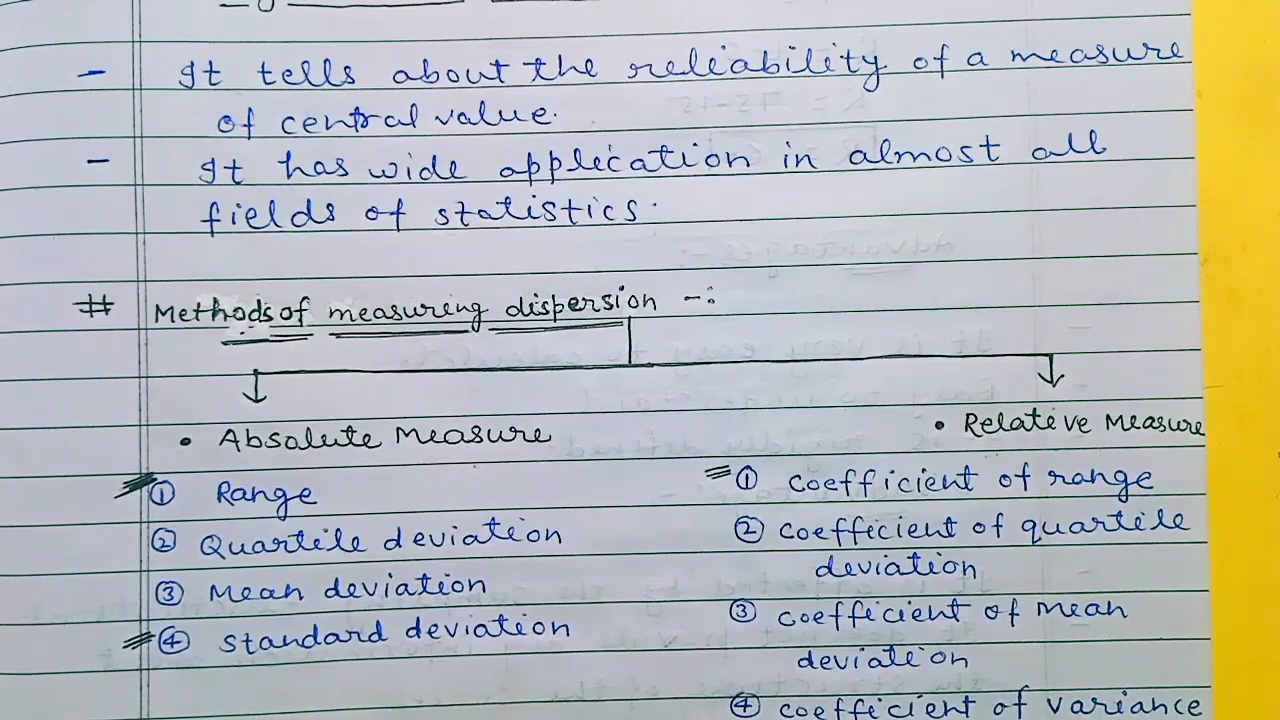 - It tells about the reliability of a measure
of central value.
- It has wide application in almost all
fields of statistics.
# Methods of measuring dispersion -:
• Absolute Measure
① Range
② Quartile deviation
③ Mean deviation
④ standard deviation
• Relative Measure
① coefficient of range
② coefficient of quartile
deviation
③ coefficient of mean
deviation
④ coefficient of variance